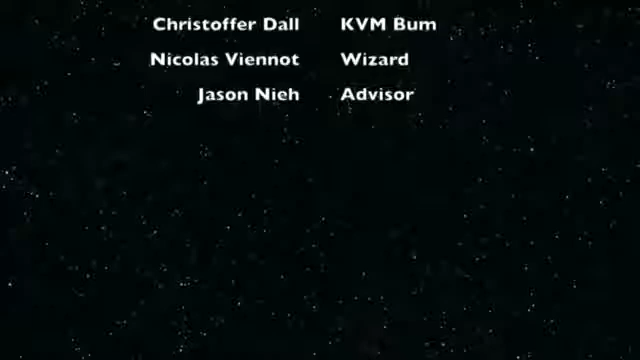 Christoffer Dall KVM Bum
Nicolas Viennot Wizard
Jason Nieh Advisor